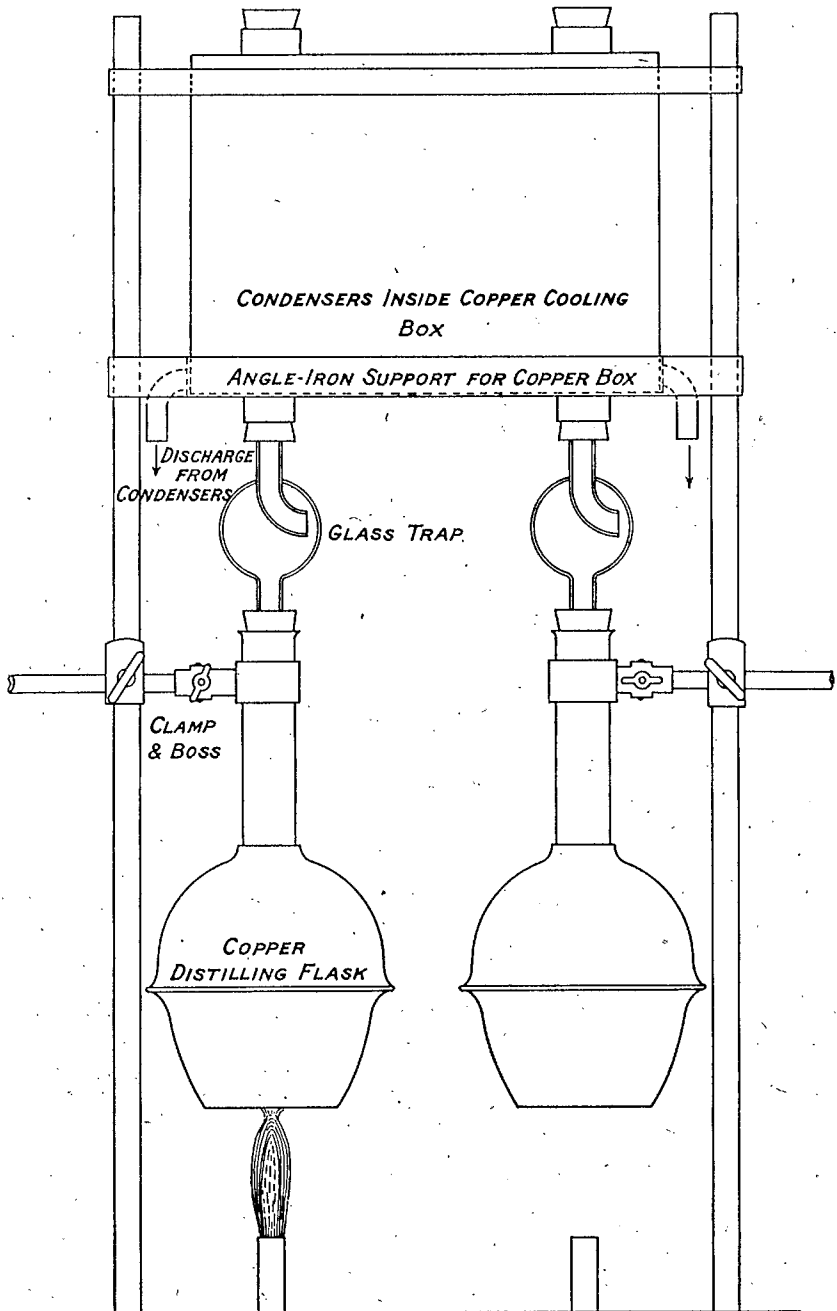 CONDENSERS INSIDE COPPER COOLING
BOX
ANGLE-IRON SUPPORT FOR COPPER BOX
DISCHARGE
FROM
CONDENSERS
GLASS TRAP.
CLAMP
& BOSS
COPPER
DISTILLING FLASK